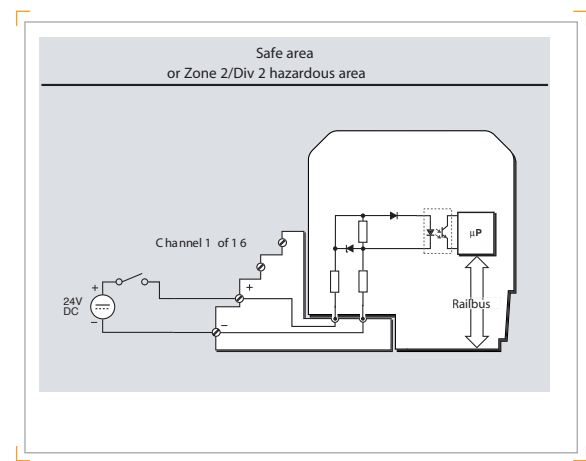 Safe area
or Zone 2/Div 2 hazardous area
Channel 1 of 16
+
+
24V
DC
–
–
µP
Railbus